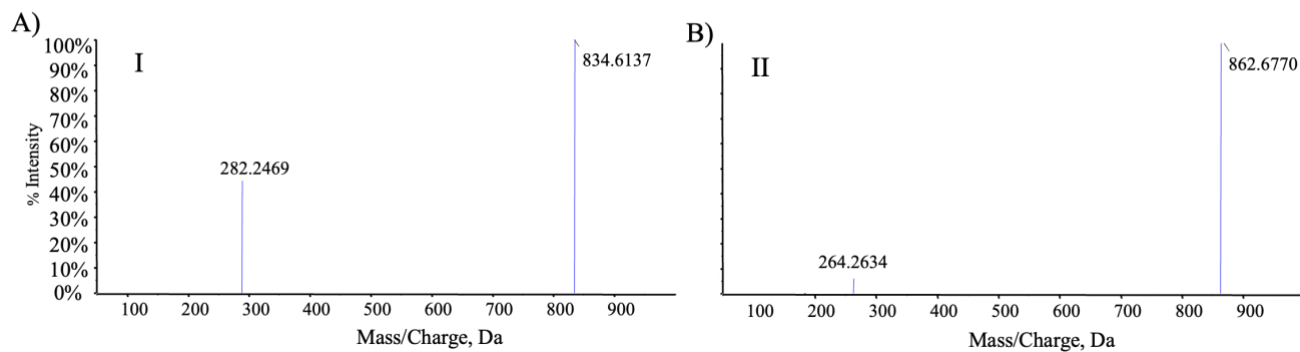 A)
I
100%
90%
80%
70%
60%
50%
40%
30%
20%
10%
0%
% Intensity
834.6137
282.2469
100 200 300 400 500 600 700 800 900
Mass/Charge, Da
B)
II
862.6770
264.2634
100 200 300 400 500 600 700 800 900
Mass/Charge, Da